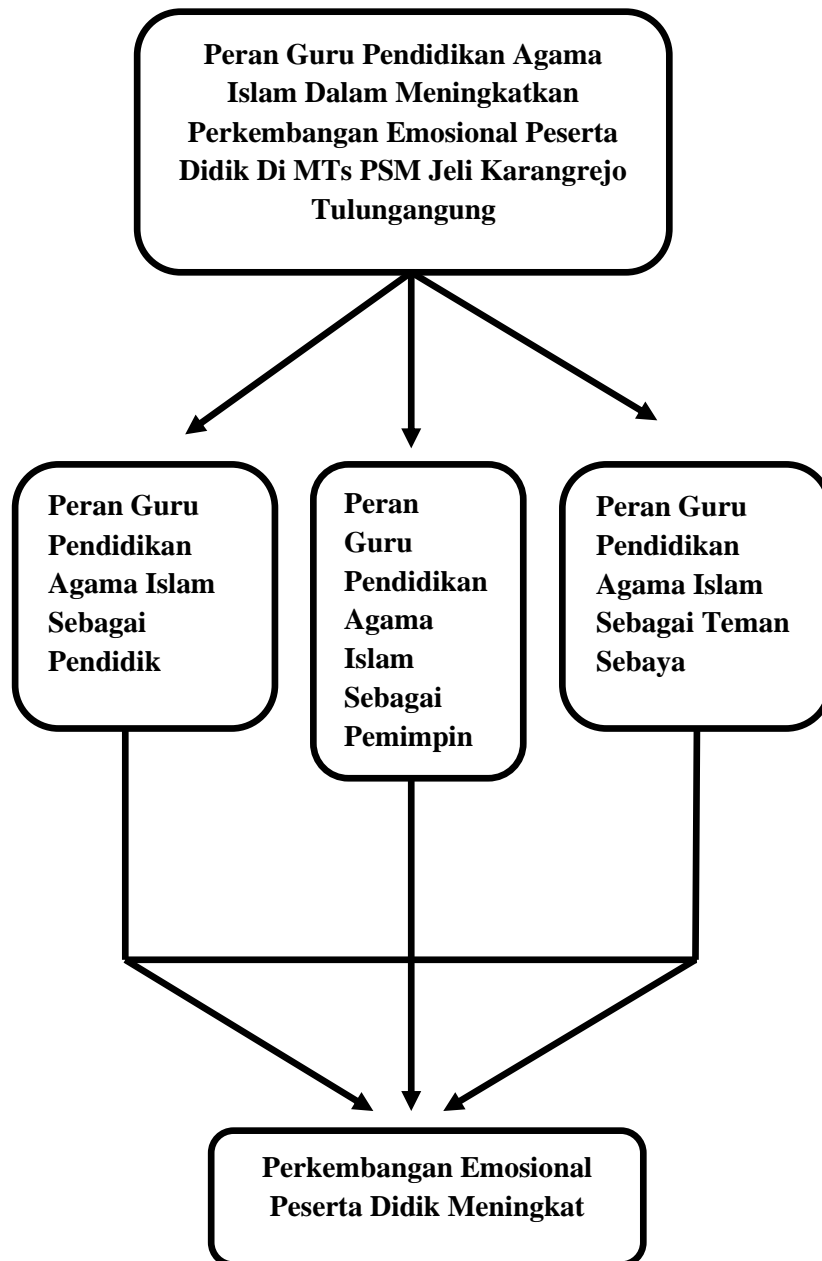 Peran Guru Pendidikan Agama
Islam Dalam Meningkatkan
Perkembangan Emosional Peserta
Didik Di MTs PSM Jeli Karangrejo
Tulungangung
Peran Guru
Pendidikan
Agama Islam
Sebagai
Pendidik
Peran
Guru
Pendidikan
Agama
Islam
Sebagai
Pemimpin
Peran Guru
Pendidikan
Agama Islam
Sebagai Teman
Sebaya
Perkembangan Emosional
Peserta Didik Meningkat